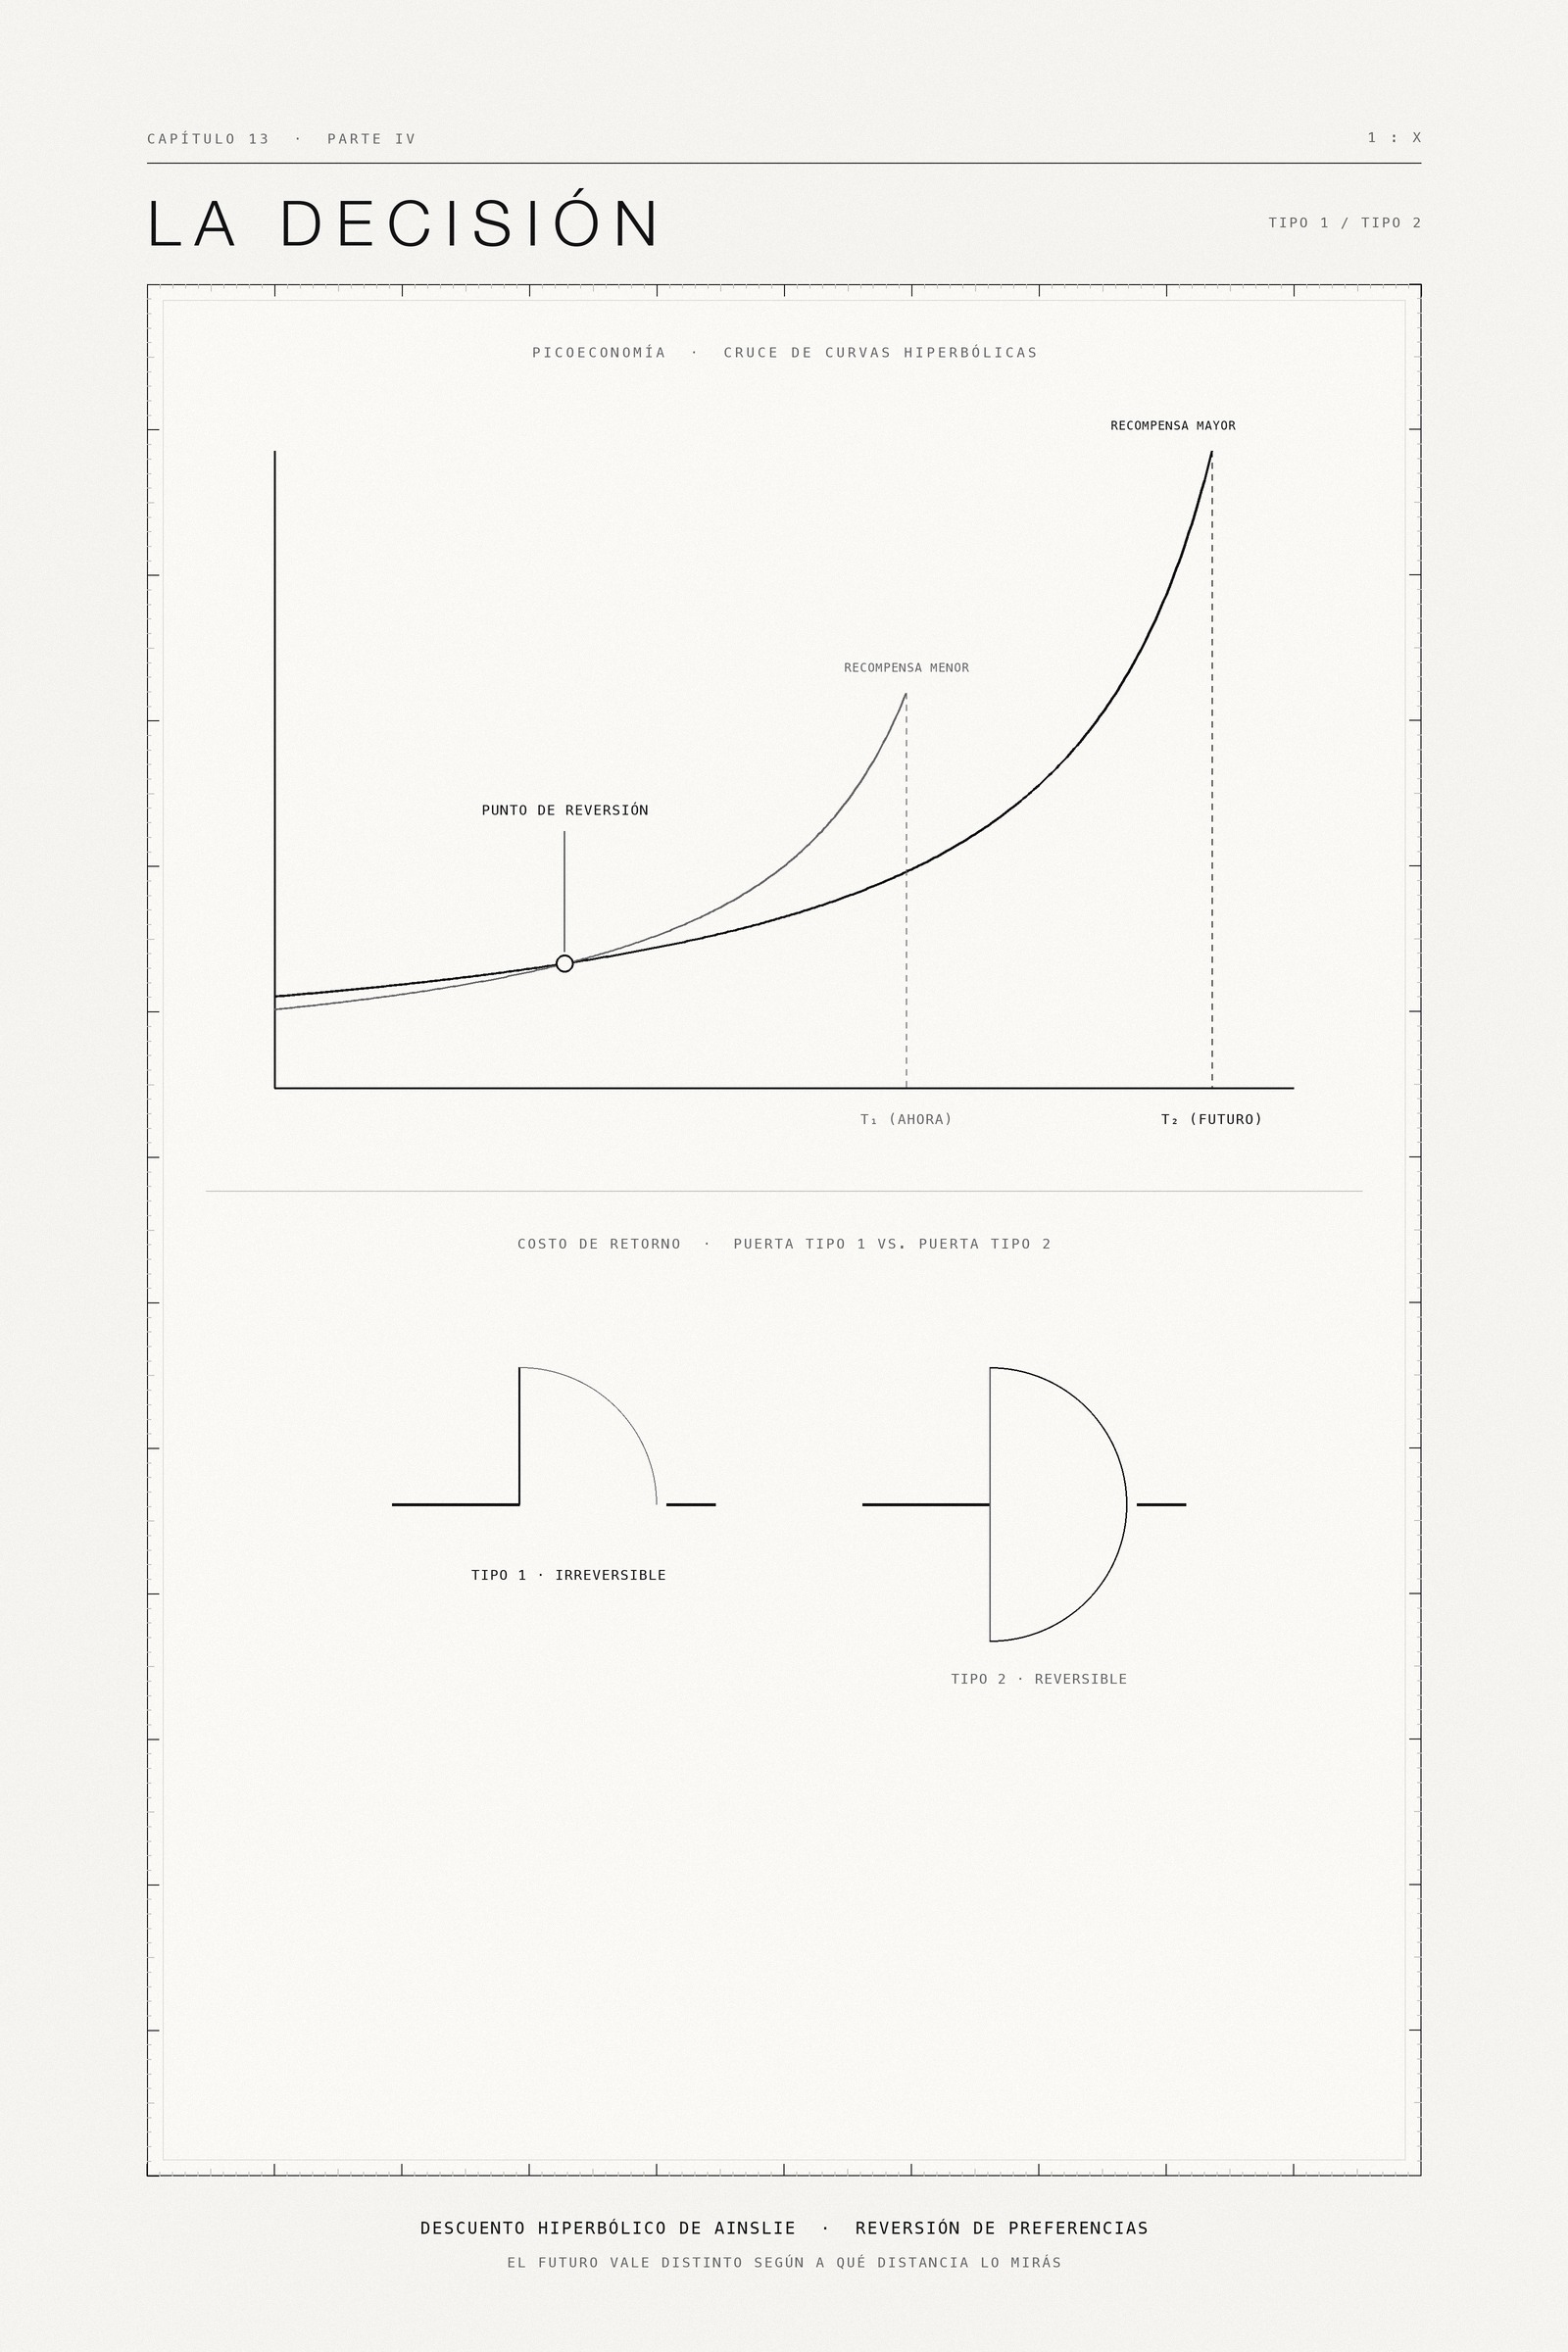 CAPÍTULO 13 · PARTE IV
1 : X
LA DECISIÓN
TIPO 1 / TIPO 2
PICOECONOMÍA · CRUCE DE CURVAS HIPERBÓLICAS
RECOMPENSA MAYOR
RECOMPENSA MENOR
PUNTO DE REVERSIÓN
T₁ (AHORA)
T₂ (FUTURO)
COSTO DE RETORNO · PUERTA TIPO 1 VS. PUERTA TIPO 2
TIPO 1 · IRREVERSIBLE
TIPO 2 · REVERSIBLE
DESCUENTO HIPERBÓLICO DE AINSLIE · REVERSIÓN DE PREFERENCIAS
EL FUTURO VALE DISTINTO SEGÚN A QUÉ DISTANCIA LO MIRÁS